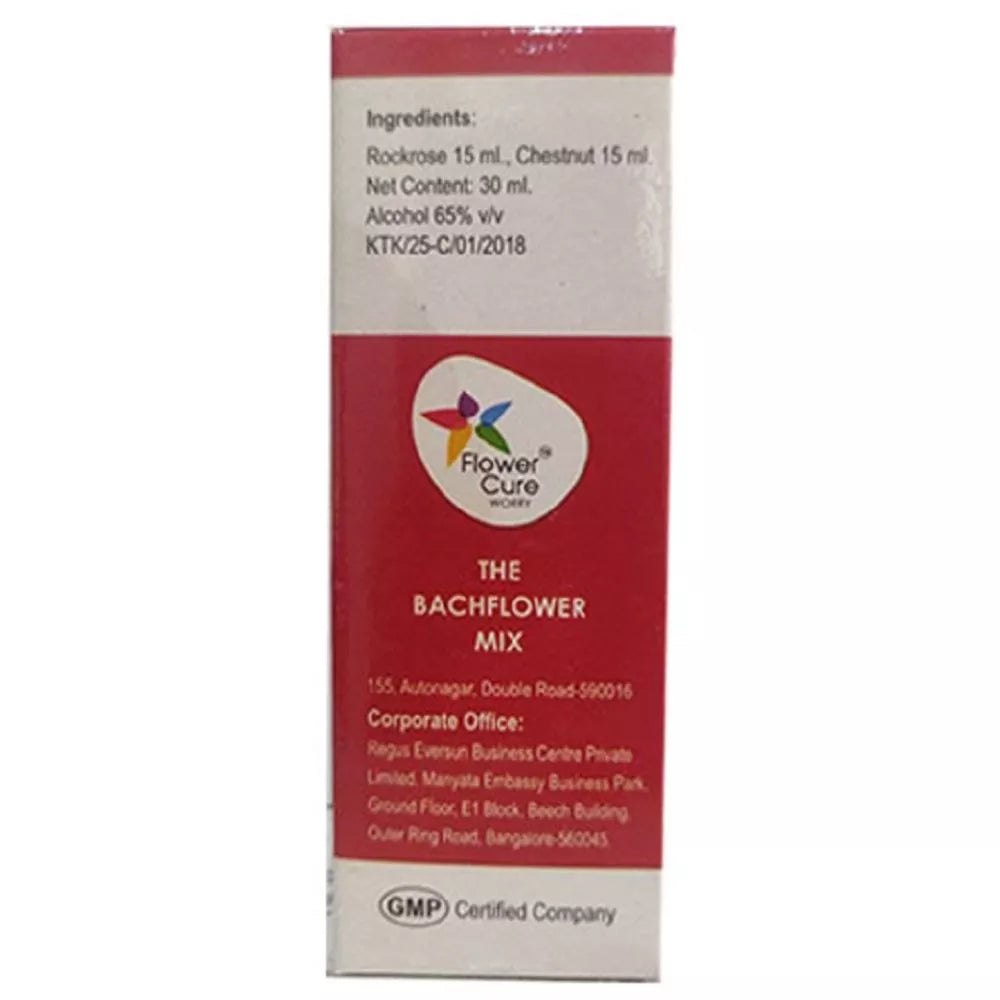 Ingredients:
Rockrose 15 ml., Chestnut 15 ml.
Net Content: 30 ml.
Alcohol 65% v/v
KTK/25-C/01/2018
Flower™
Cure
WORRY
THE
BACHFLOWER
MIX
155, Autonagar, Double Road-590016
Corporate Office:
Regus Eversun Business Centre Private
Limited, Manyata Embassy Business Park,
Ground Floor, E1 Block, Beech Building,
Outer Ring Road, Bangalore-560045.
GMP Certified Company